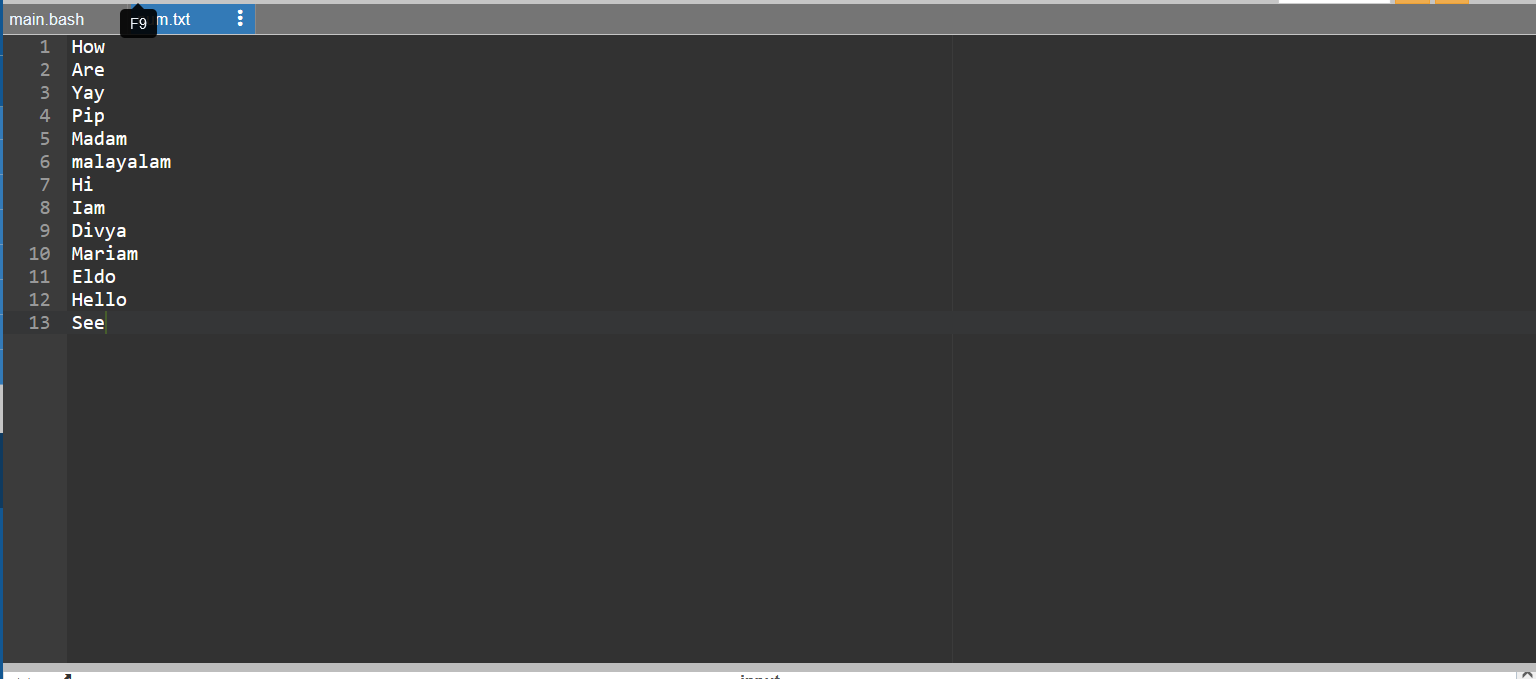 main.bash
F9
m.txt
1 How
2 Are
3 Yay
4 Pip
5 Madam
6 malayalam
7 Hi
8 Iam
9 Divya
10 Mariam
11 Eldo
12 Hello
13 See